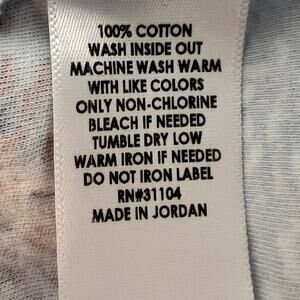 100% COTTON
WASH INSIDE OUT
MACHINE WASH WARM
WITH LIKE COLORS
ONLY NON-CHLORINE
BLEACH IF NEEDED
TUMBLE DRY LOW
WARM IRON IF NEEDED
DO NOT IRON LABEL
RN#31104
MADE IN JORDAN